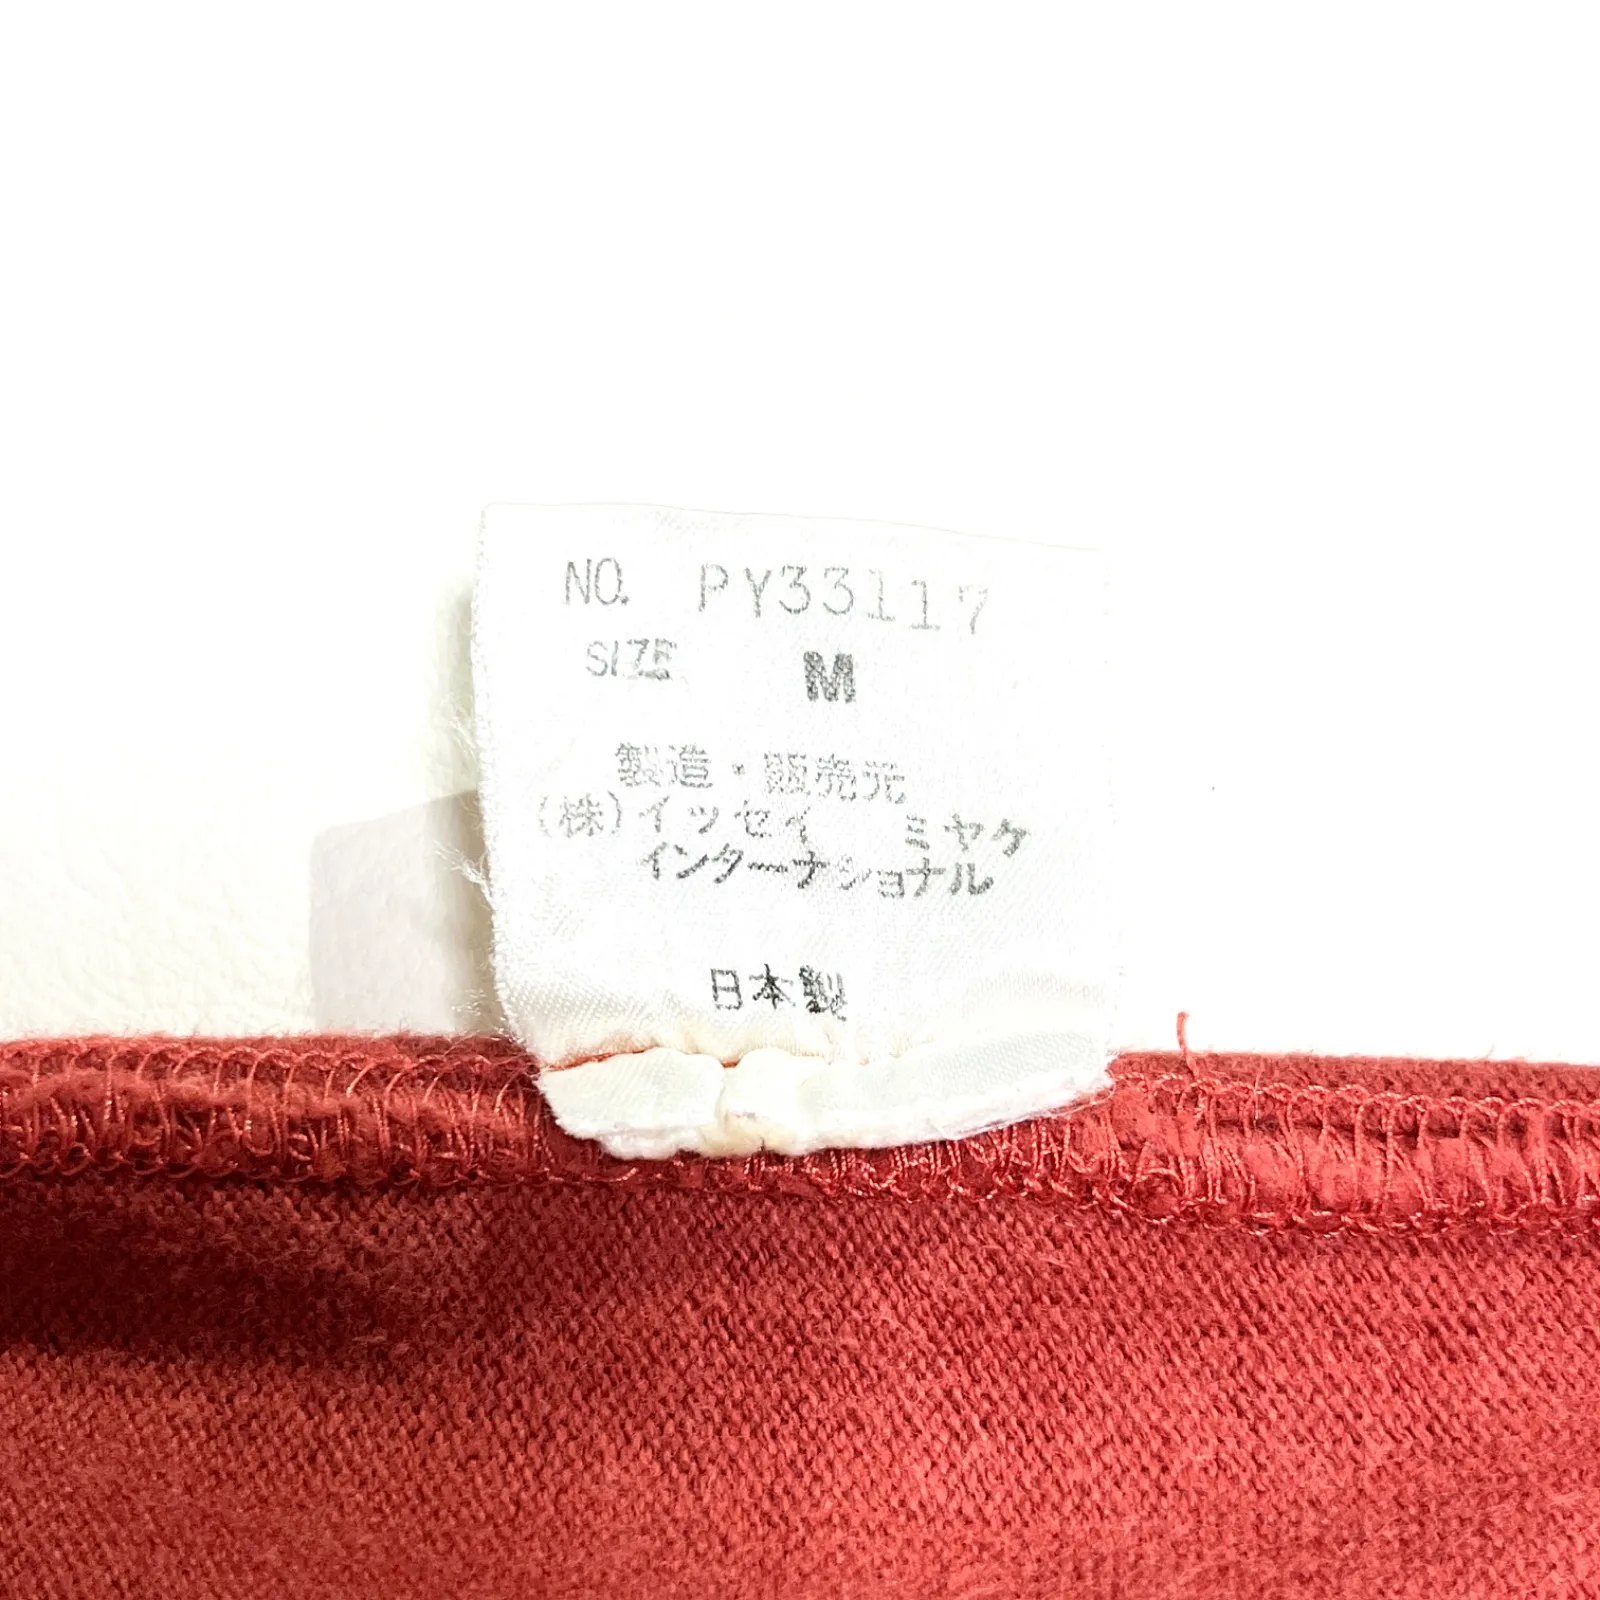 NO. PY33117
SIZE M
製造・販売元
(株)イッセイ ミヤケ
インターナショナル
日本製